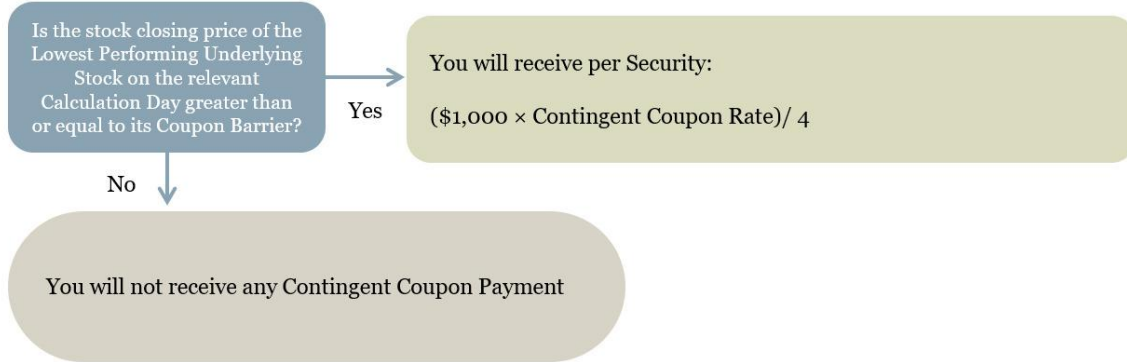 Is the stock closing price of the
Lowest Performing Underlying
Stock on the relevant
Calculation Day greater than
or equal to its Coupon Barrier?
Yes
You will receive per Security:
($1,000 × Contingent Coupon Rate)/ 4
No
You will not receive any Contingent Coupon Payment